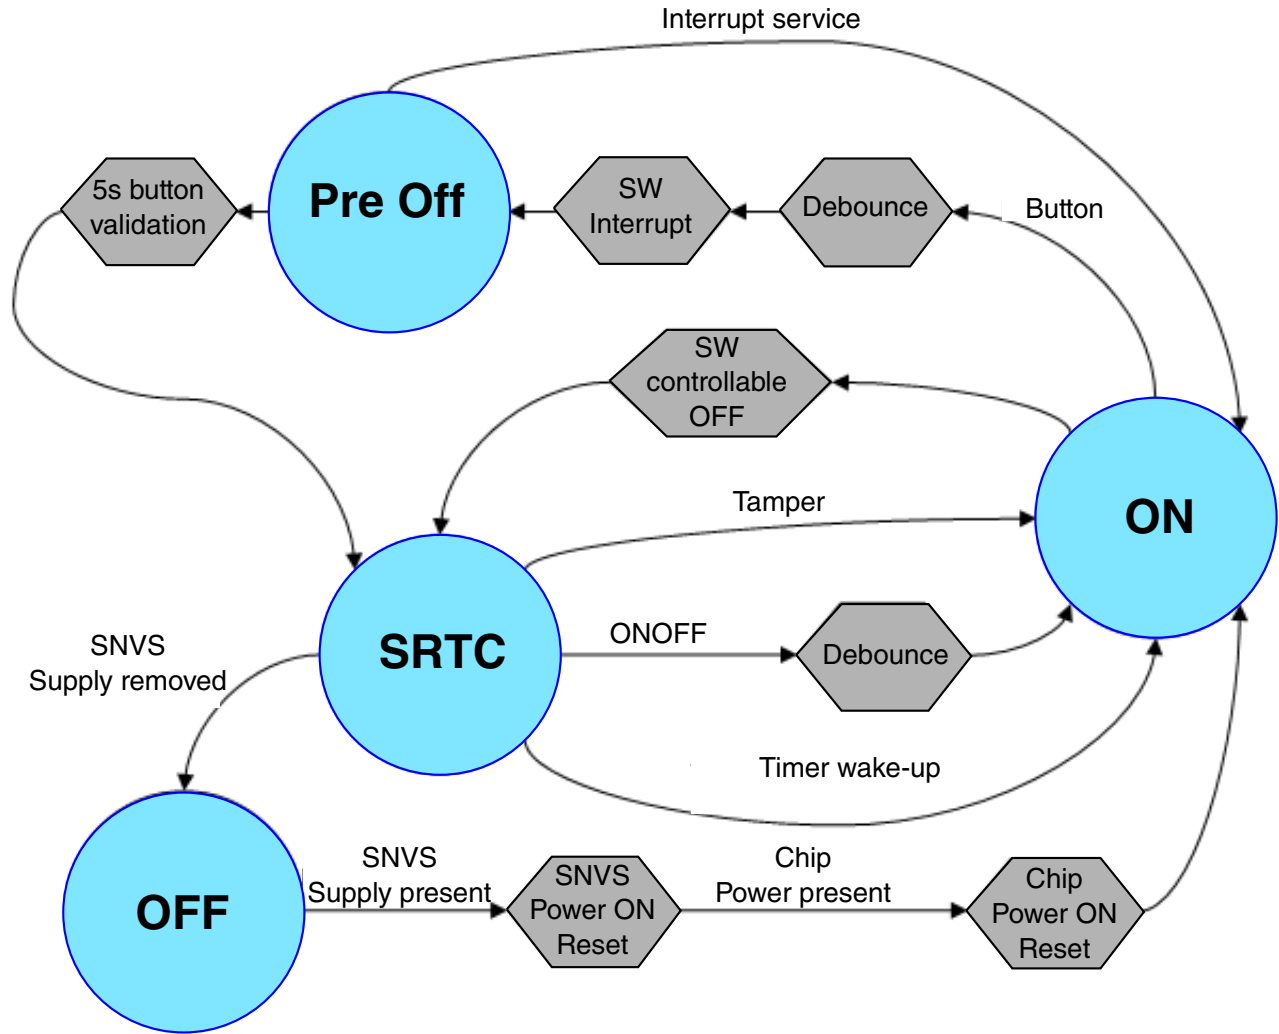 Interrupt service
Pre Off
5s button
validation
SW
Interrupt
Debounce
Button
SW
controllable
OFF
Tamper
ON
SRTC
ONOFF
Debounce
SNVS
Supply removed
Timer wake-up
OFF
SNVS
Supply present
SNVS
Power ON
Reset
Chip
Power present
Chip
Power ON
Reset